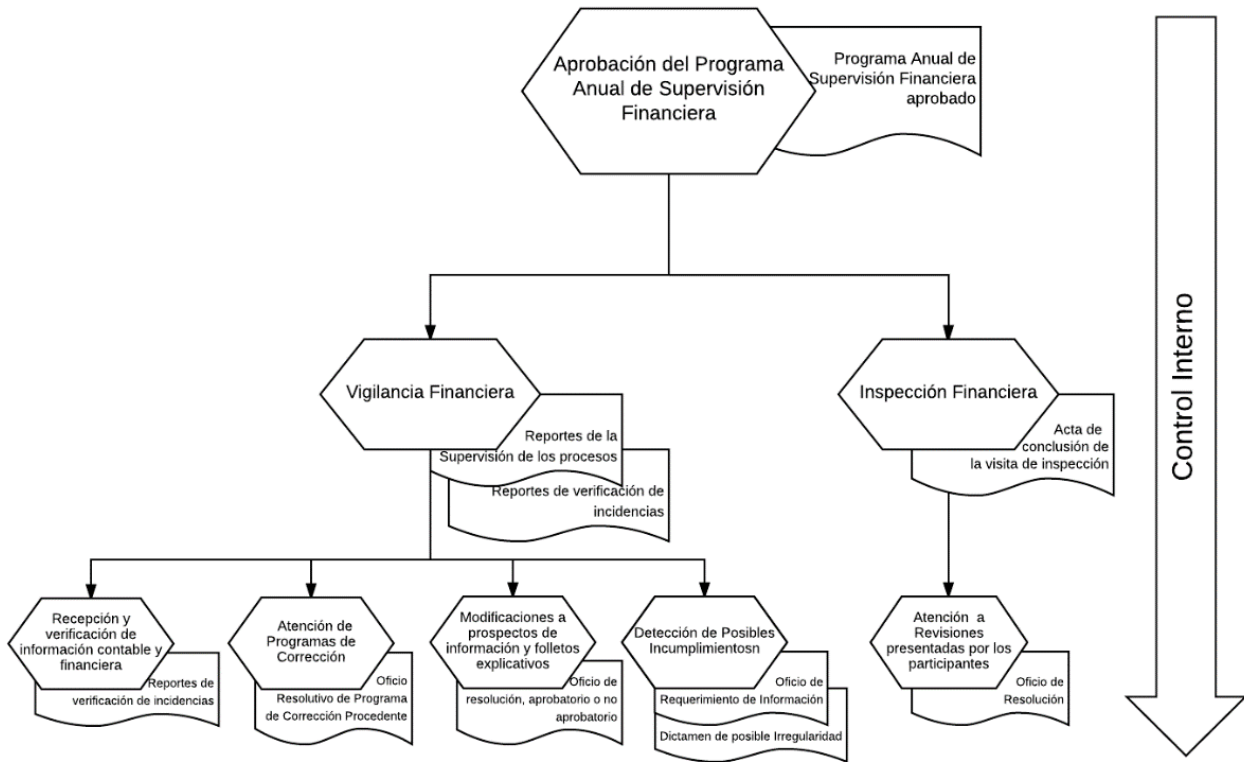 Aprobación del Programa
Anual de Supervisión
Financiera
Programa Anual de
Supervisión Financiera
aprobado
Control Interno
Vigilancia Financiera
Reportes de la
Supervisión de los procesos
Reportes de verificación de
incidencias
Inspección Financiera
Acta de
conclusión de
la visita de inspección
Recepción y
verificación de
información contable y
financiera
Reportes de
verificación de incidencias
Atención de
Programas de
Corrección
Oficio
Resolutivo de Programa
de Corrección Procedente
Modificaciones a
prospectos de
información y folletos
explicativos
Oficio de
resolución, aprobatorio o no
aprobatorio
Detección de Posibles
Incumplimientosn
Oficio de
Requerimiento de Información
Dictamen de posible Irregularidad
Atención a
Revisiones
presentadas por los
participantes
Oficio de
Resolución